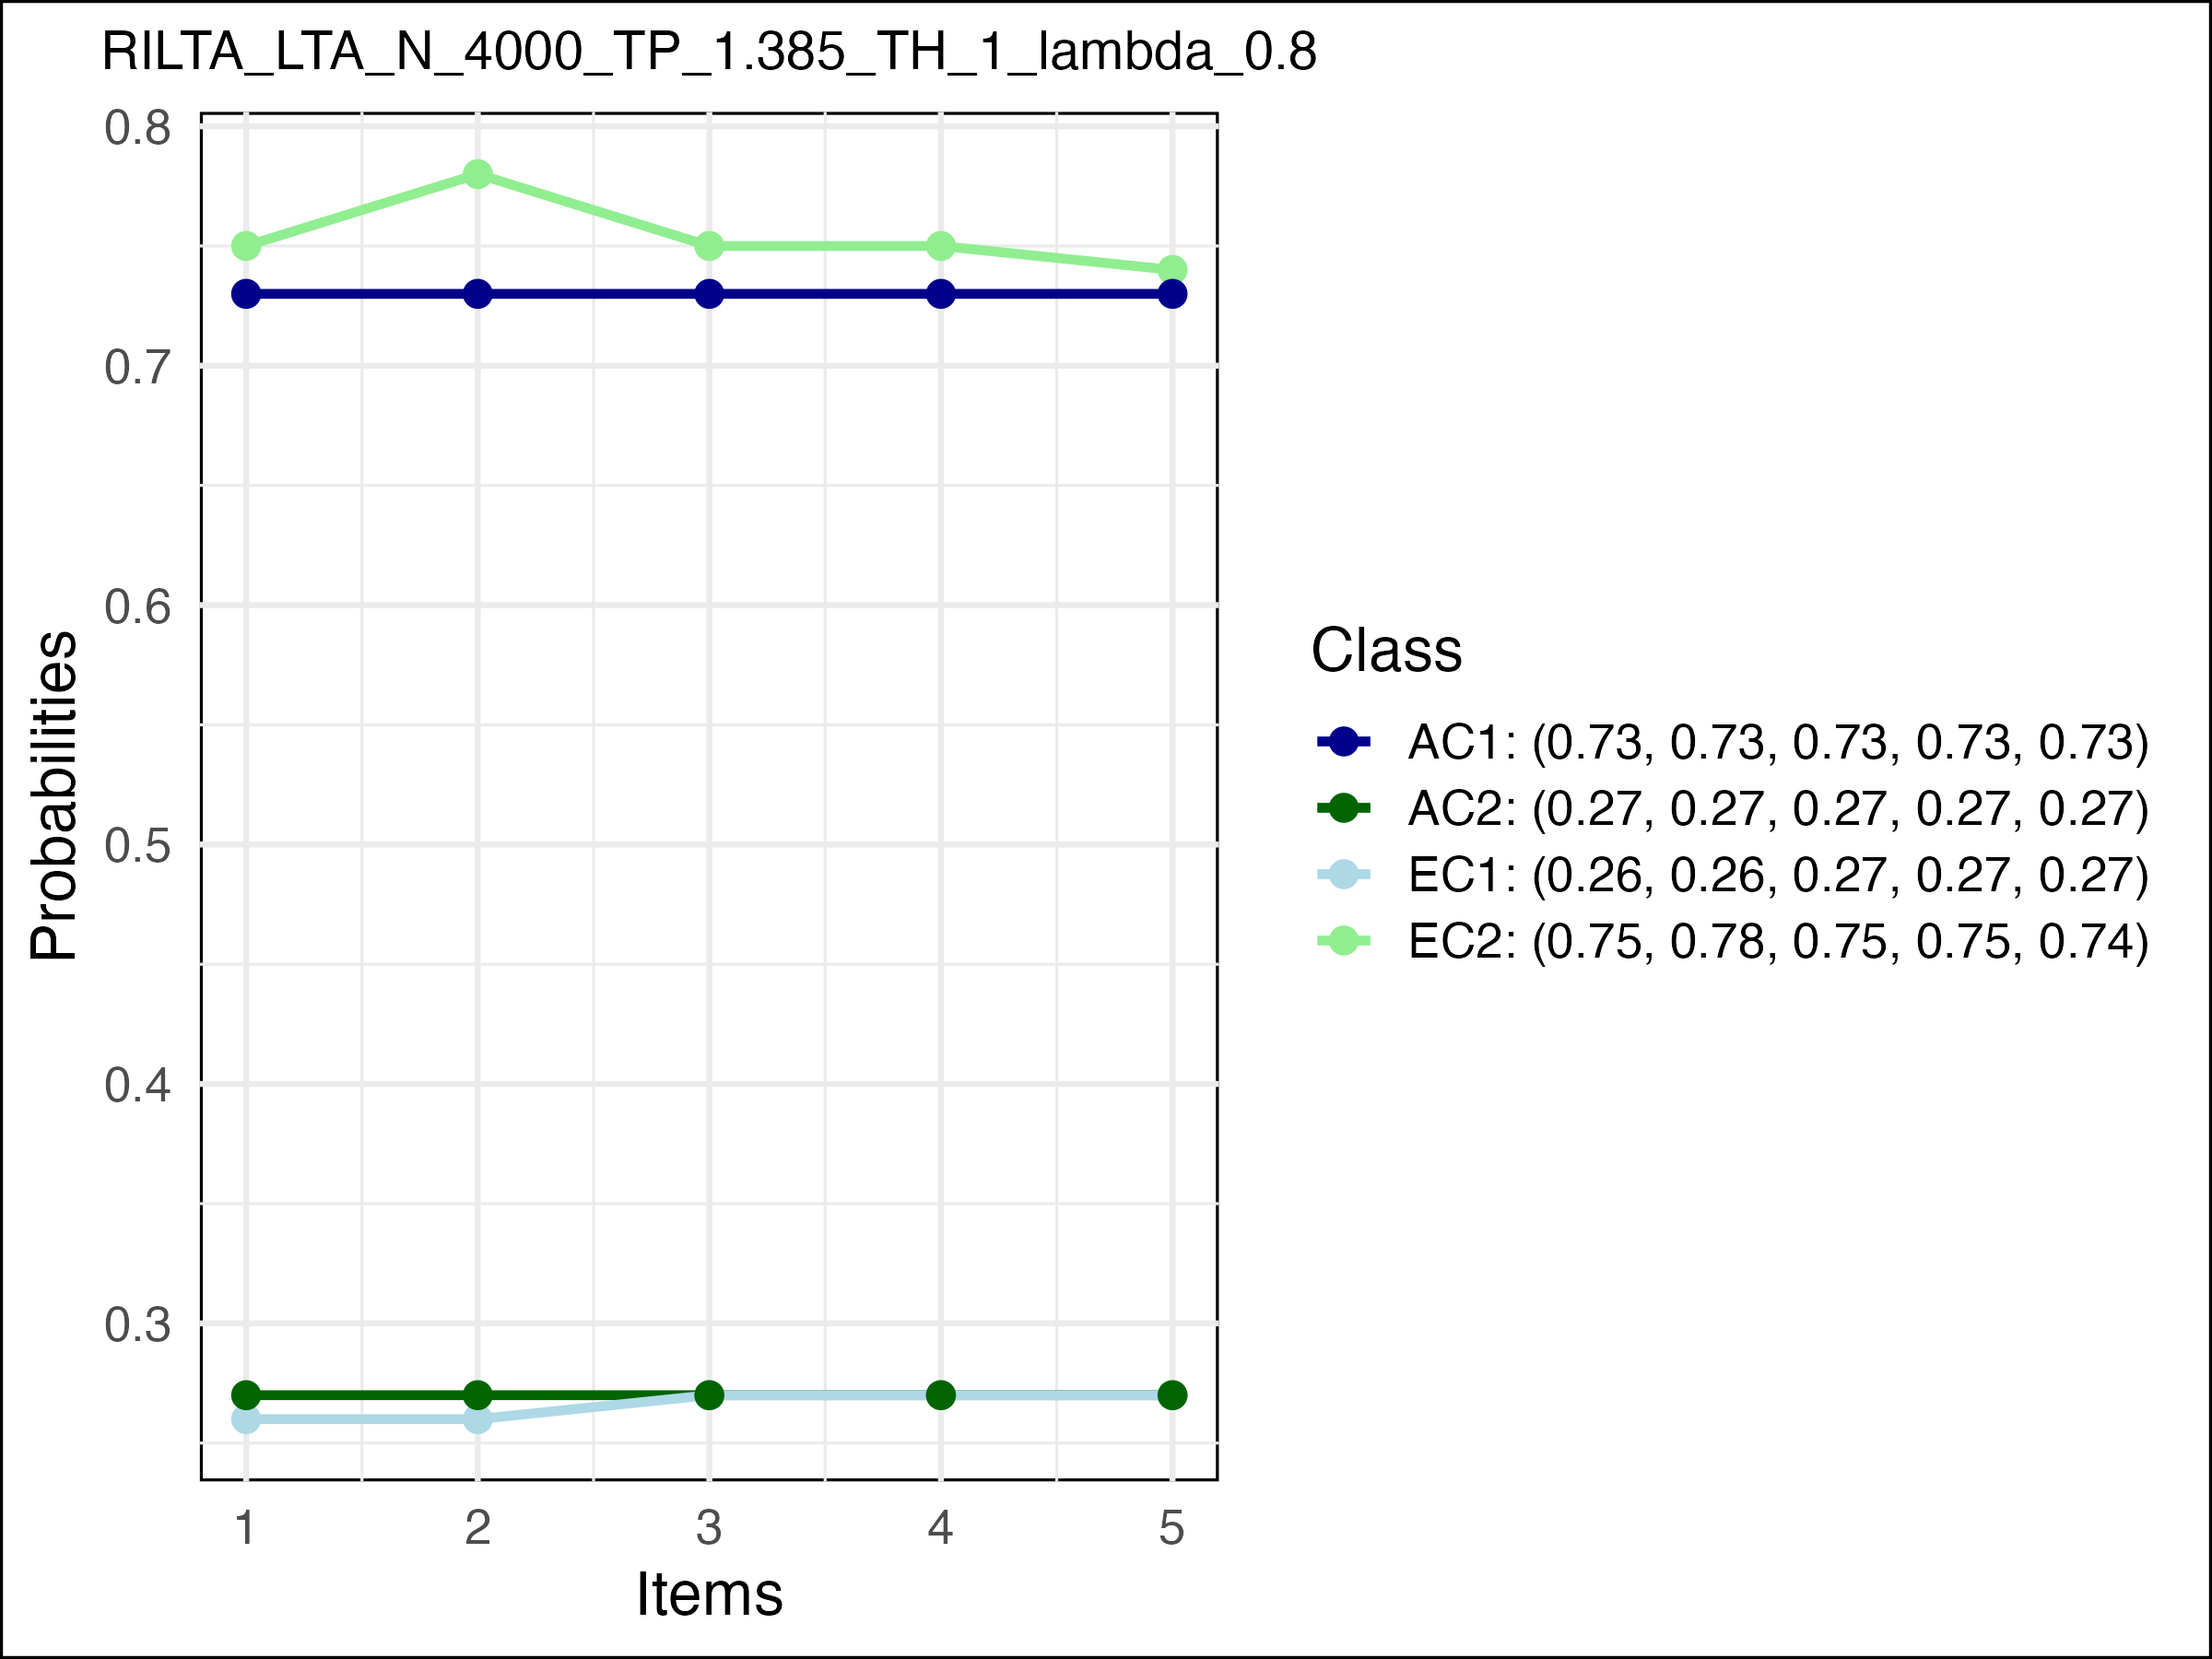 RILTA_LTA_N_4000_TP_1.385_TH_1_lambda_0.8
0.8
0.7
0.6
0.5
0.4
0.3
Probabilities
1 2 3 4 5
Items
Class
AC1: (0.73, 0.73, 0.73, 0.73, 0.73)
AC2: (0.27, 0.27, 0.27, 0.27, 0.27)
EC1: (0.26, 0.26, 0.27, 0.27, 0.27)
EC2: (0.75, 0.78, 0.75, 0.75, 0.74)